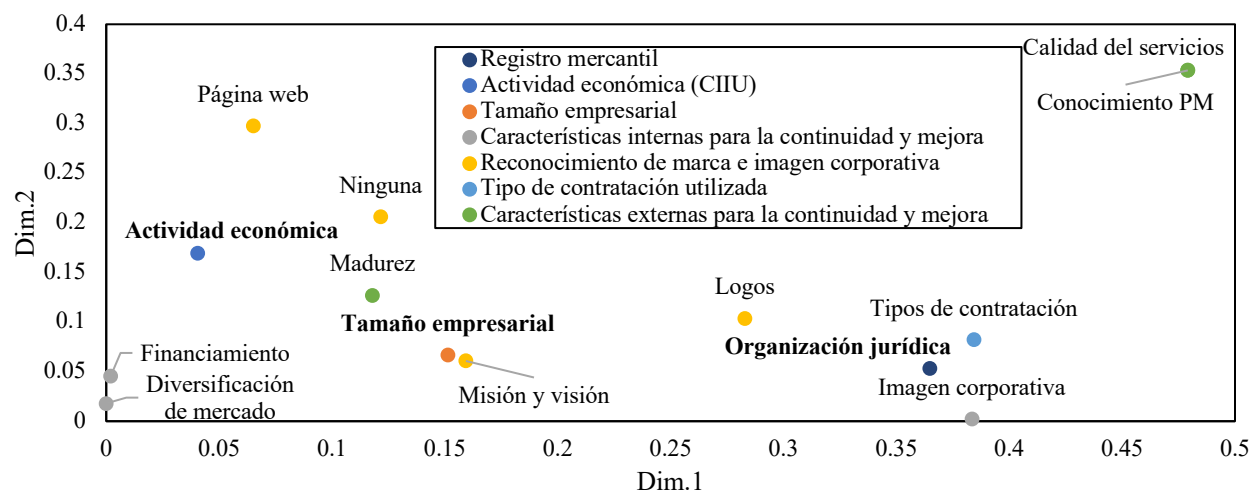 0.4
0.35
0.3
0.25
0.2
0.15
0.1
0.05
0
Dim.2
Página web
Ninguna
Actividad económica
Madurez
Tamaño empresarial
Financiamiento
Diversificación
de mercado
Misión y visión
Logos
Tipos de contratación
Organización jurídica
Imagen corporativa
Calidad del servicios
Conocimiento PM
Registro mercantil
Actividad económica (CIIU)
Tamaño empresarial
Características internas para la continuidad y mejora
Reconocimiento de marca e imagen corporativa
Tipo de contratación utilizada
Características externas para la continuidad y mejora
0 0.05 0.1 0.15 0.2 0.25 0.3 0.35 0.4 0.45 0.5
Dim.1